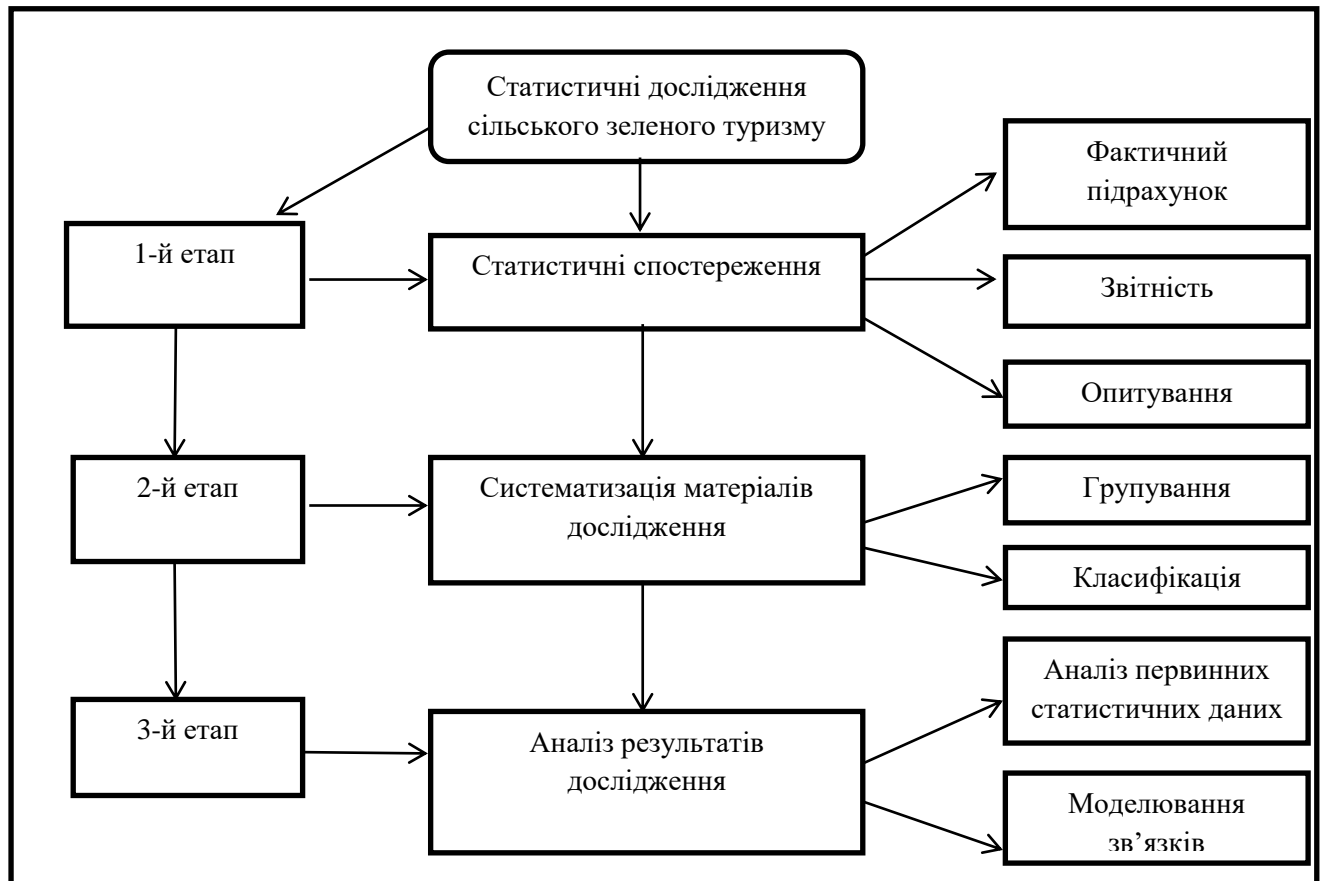 Статистичні дослідження
сільського зеленого туризму
1-й етап
Статистичні спостереження
Фактичний
підрахунок
Звітність
Опитування
2-й етап
Систематизація матеріалів
дослідження
Групування
Класифікація
3-й етап
Аналіз результатів
дослідження
Аналіз первинних
статистичних даних
Моделювання
зв’язків